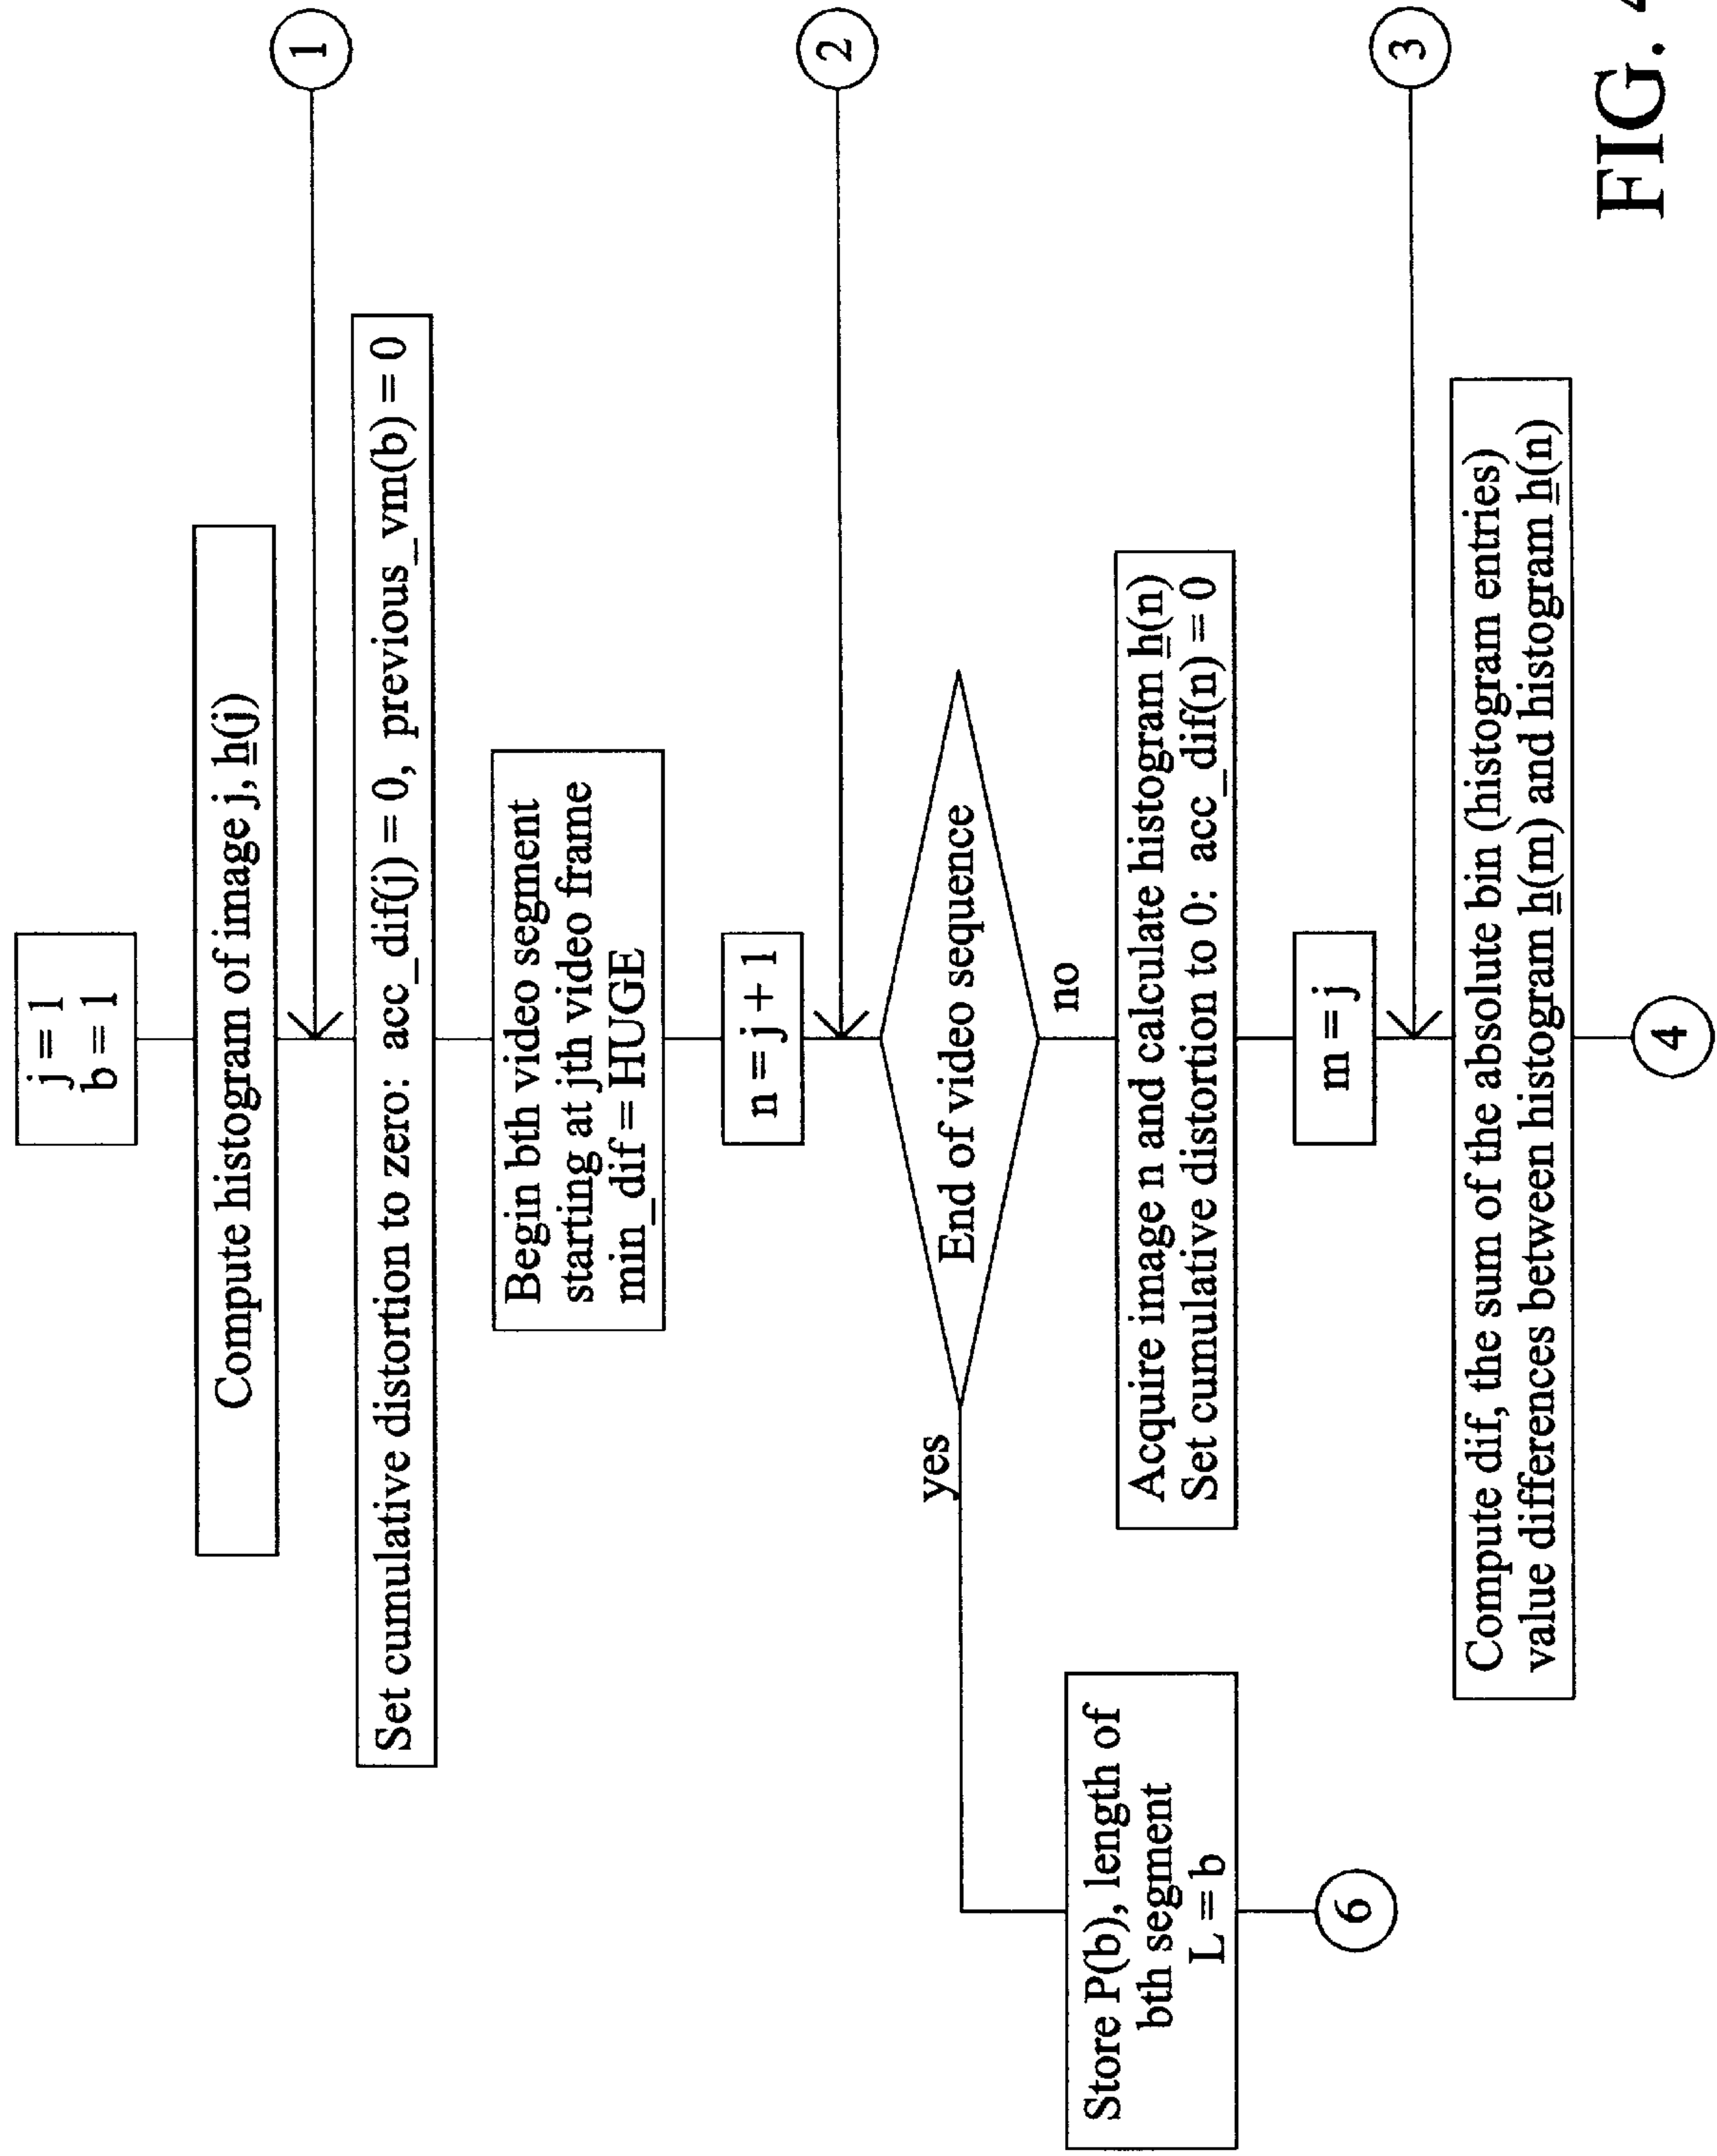 j = 1
b = 1
Compute histogram of image j, h(j)
1
Set cumulative distortion to zero: acc_dif(j) = 0, previous_vm(b) = 0
Begin bth video segment
starting at jth video frame
min_dif = HUGE
n = j + 1
2
End of video sequence
yes
no
Store P(b), length of
bth segment
L = b
6
Acquire image n and calculate histogram h(n)
Set cumulative distortion to 0: acc_dif(n) = 0
m = j
3
Compute dif, the sum of the absolute bin (histogram entries)
value differences between histogram h(m) and histogram h(n)
4
FIG. 4